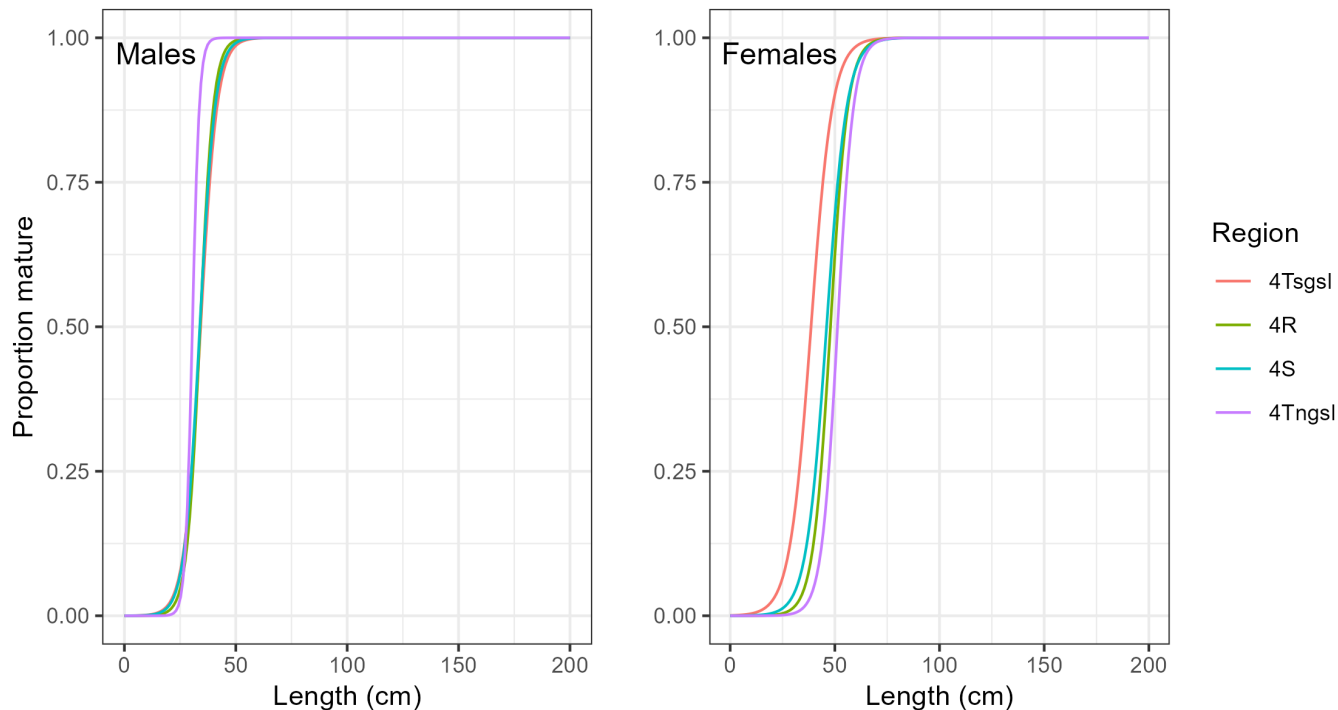 Males
Proportion mature
1.00
0.75
0.50
0.25
0.00
0 50 100 150 200
Length (cm)
Females
1.00
0.75
0.50
0.25
0.00
0 50 100 150 200
Length (cm)
Region
4Tsgsl
4R
4S
4Tngsl